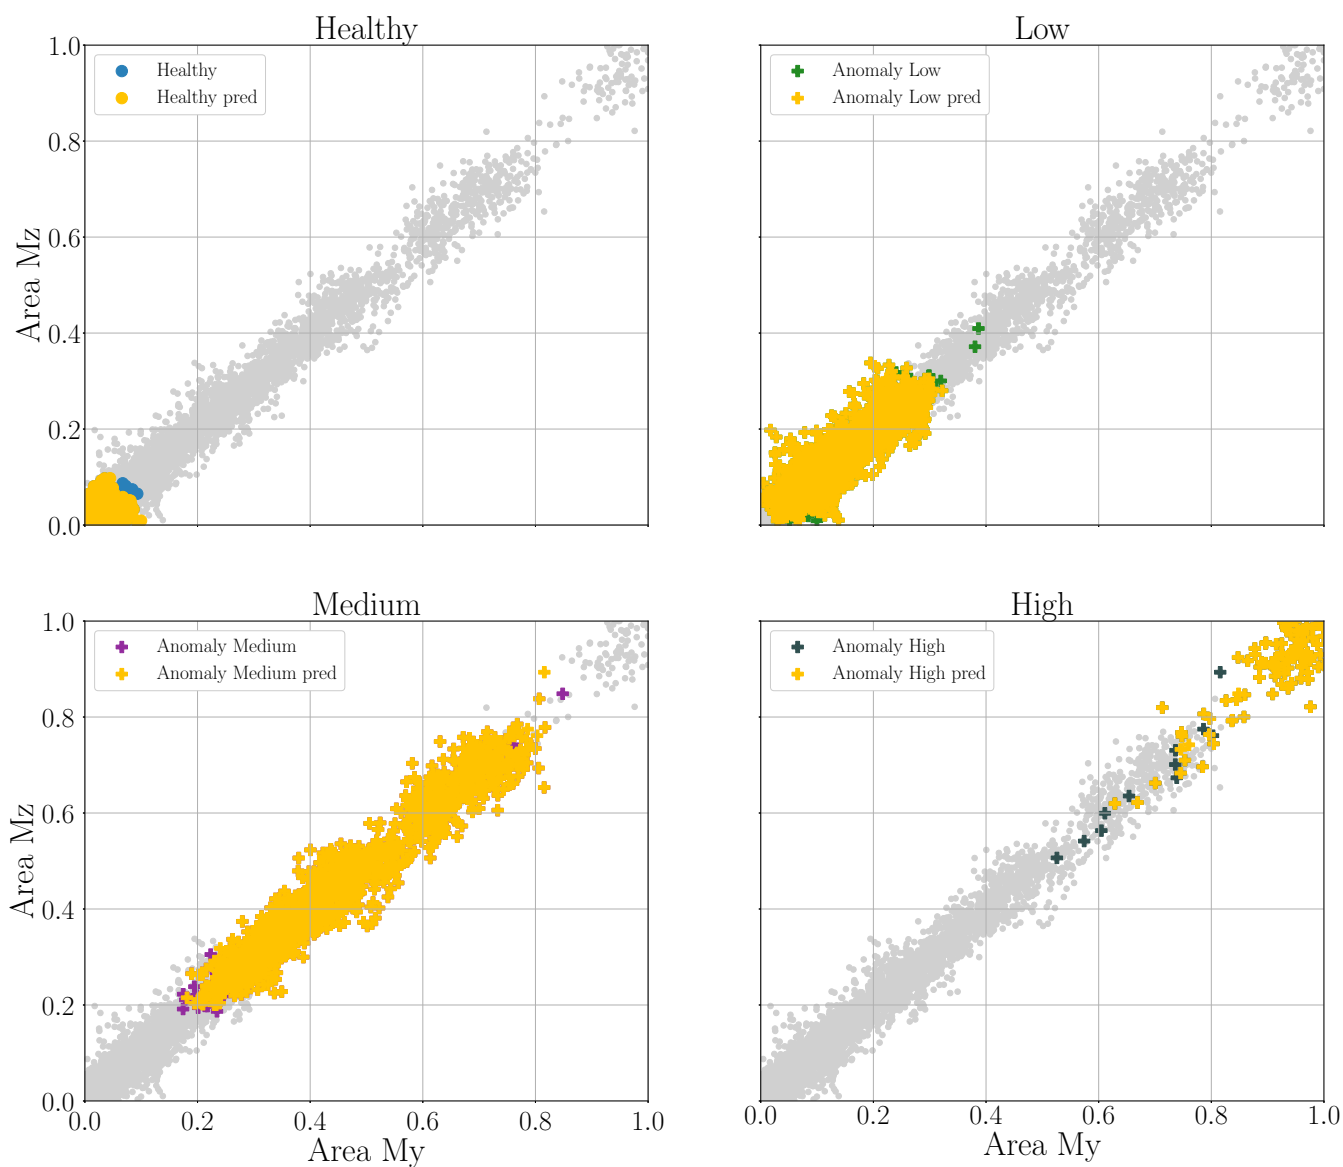 Healthy
1.0
Healthy
Healthy pred
0.8
0.6
Area Mz
0.4
0.2
0.0
Low
Anomaly Low
Anomaly Low pred
Medium
1.0
Anomaly Medium
Anomaly Medium pred
0.8
0.6
Area Mz
0.4
0.2
0.0
0.0 0.2 0.4 0.6 0.8 1.0
Area My
High
Anomaly High
Anomaly High pred
0.0 0.2 0.4 0.6 0.8 1.0
Area My